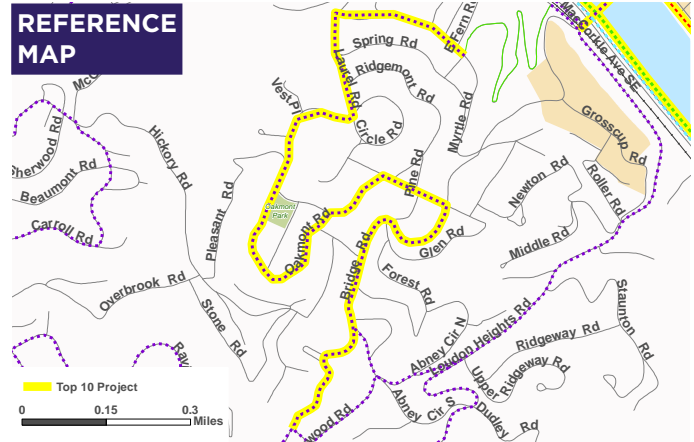 REFERENCE
MAP
E Fern Rd
MacCorkle Ave SE
Spring Rd
Laurel Rd
Ridgemont
Rd
Vest Pl
Circle Rd
Myrtle Rd
Grosscup
Rd
Hickory Rd
Sherwood Rd
Beaumont Rd
Carroll Rd
Pleasant Rd
Oakmont
Park
Oakmont Rd
Pine Rd
Newton Rd
Roller Rd
Middle Rd
Glen Rd
Bridge Rd
Forest Rd
Overbrook Rd
Stone Rd
Abney Cir N
Loudon Heights Rd
Ridgeway Rd
Staunton Rd
Upper Ridgeway Rd
Abney Cir S
Dudley Rd
wood Rd
Top 10 Project
0 0.15 0.3
Miles